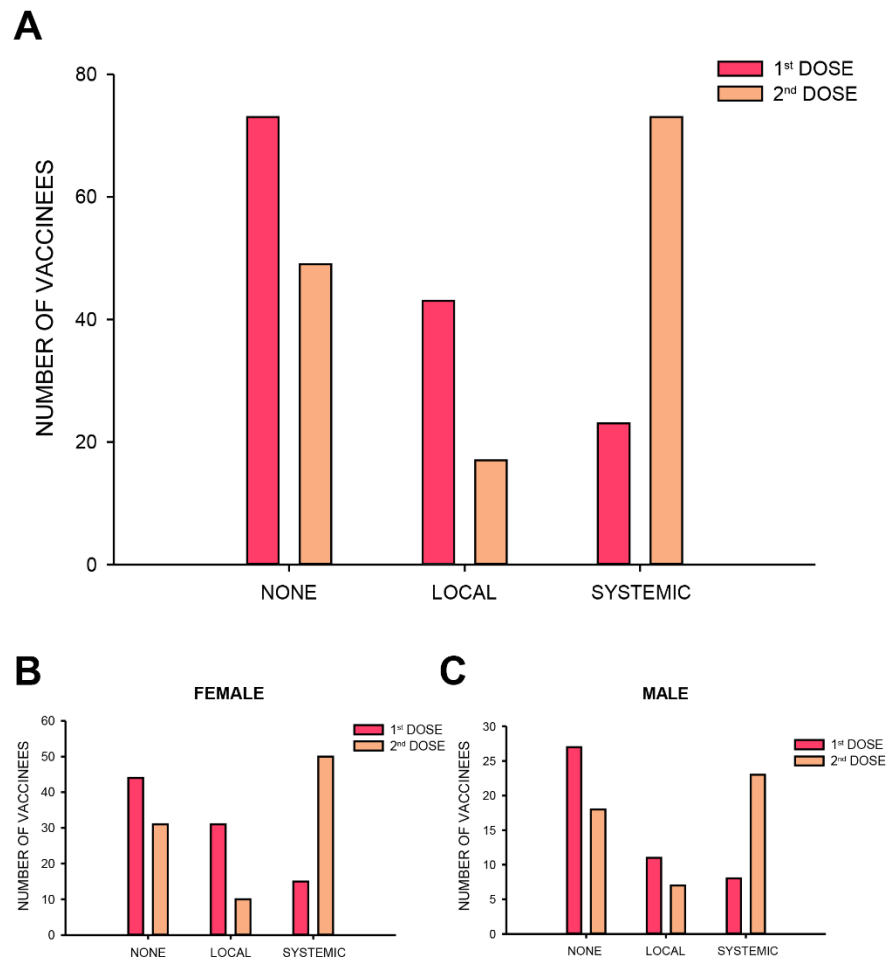 A
1st DOSE
2nd DOSE
NUMBER OF VACCINEES
80
60
40
20
0
NONE LOCAL SYSTEMIC
B
FEMALE
1st DOSE
2nd DOSE
NUMBER OF VACCINEES
60
50
40
30
20
10
0
NONE LOCAL SYSTEMIC
C
MALE
1st DOSE
2nd DOSE
NUMBER OF VACCINEES
30
25
20
15
10
5
0
NONE LOCAL SYSTEMIC